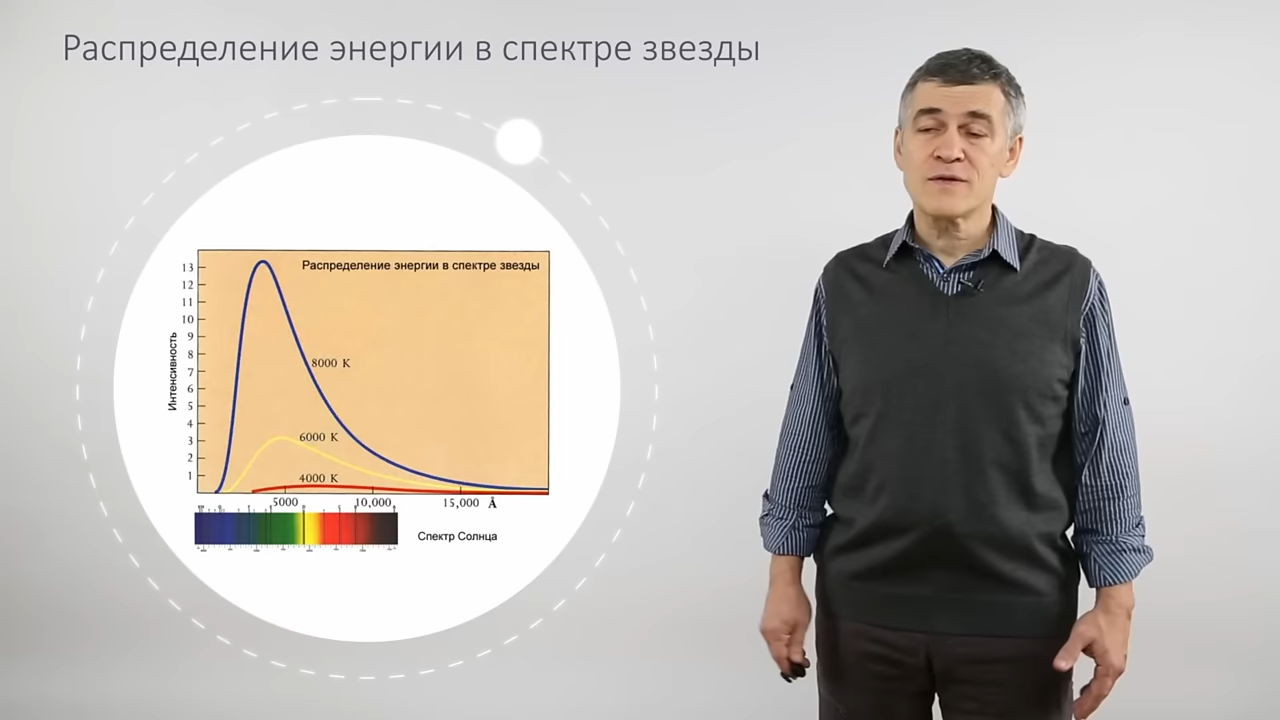 Распределение энергии в спектре звезды
Распределение энергии в спектре звезды
Интенсивность
13
12
11
10
9
8
7
6
5
4
3
2
1
8000 K
6000 K
4000 K
5000 10,000 15,000 Å
Спектр Солнца